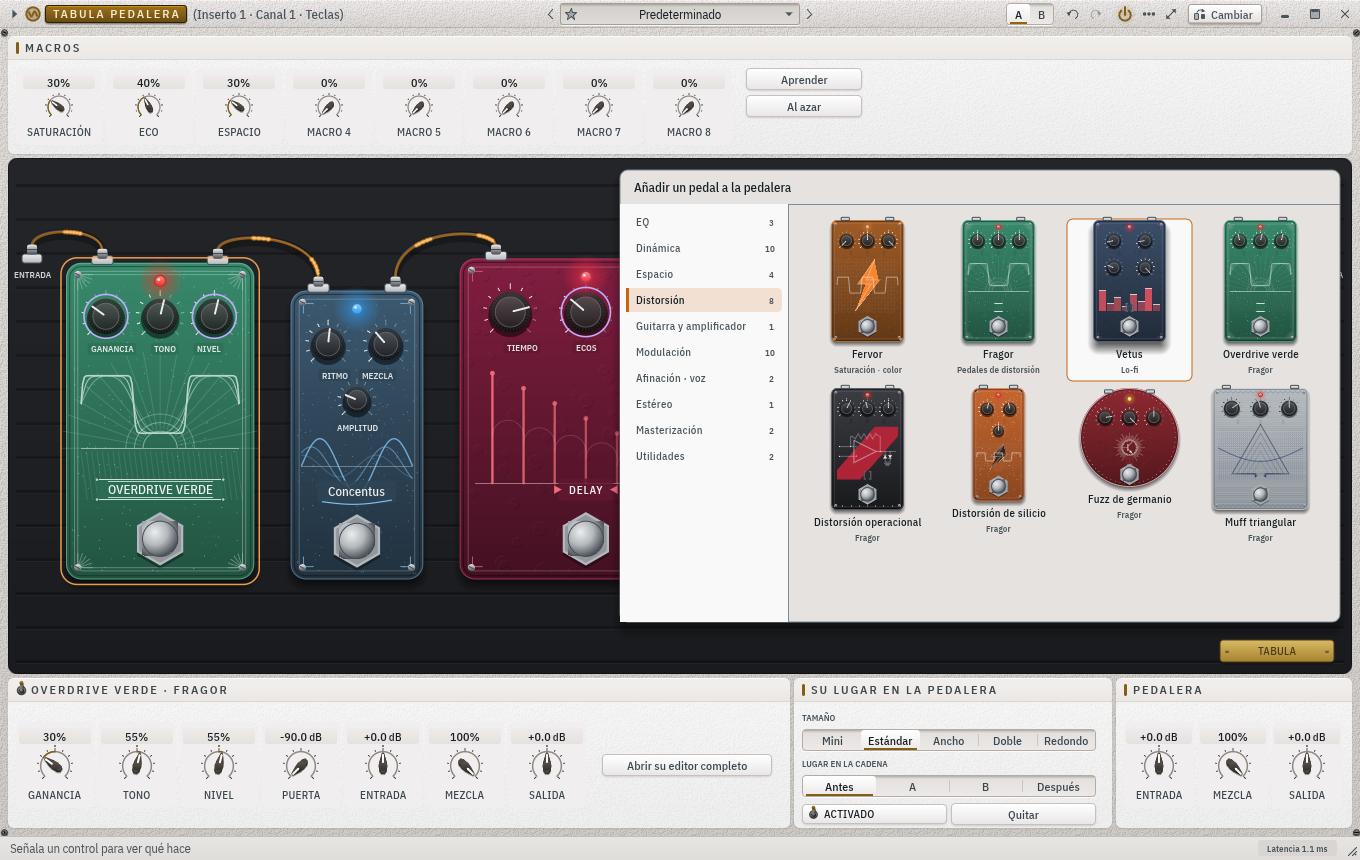 TABULA PEDALERA (Inserto 1 · Canal 1 · Teclas) Predeterminado A B Cambiar
MACROS
30% 40% 30% 0% 0% 0% 0% 0%
SATURACIÓN ECO ESPACIO MACRO 4 MACRO 5 MACRO 6 MACRO 7 MACRO 8
Aprender
Al azar
ENTRADA
GANANCIA TONO NIVEL
OVERDRIVE VERDE
RITMO MEZCLA
AMPLITUD
Concentus
TIEMPO ECOS
DELAY
Añadir un pedal a la pedalera
EQ 3
Dinámica 10
Espacio 4
Distorsión 8
Guitarra y amplificador 1
Modulación 10
Afinación · voz 2
Estéreo 1
Masterización 2
Utilidades 2
Fervor
Saturación · color
Fragor
Pedales de distorsión
Vetus
Lo-fi
Overdrive verde
Fragor
Distorsión operacional
Fragor
Distorsión de silicio
Fragor
Fuzz de germanio
Fragor
Muff triangular
Fragor
TABULA
OVERDRIVE VERDE · FRAGOR
30% 55% 55% -90.0 dB +0.0 dB 100% +0.0 dB
GANANCIA TONO NIVEL PUERTA ENTRADA MEZCLA SALIDA
Abrir su editor completo
SU LUGAR EN LA PEDALERA
TAMAÑO
Mini Estándar Ancho Doble Redondo
LUGAR EN LA CADENA
Antes A B Después
ACTIVADO Quitar
PEDALERA
+0.0 dB 100% +0.0 dB
ENTRADA MEZCLA SALIDA
Señala un control para ver qué hace
Latencia 1.1 ms